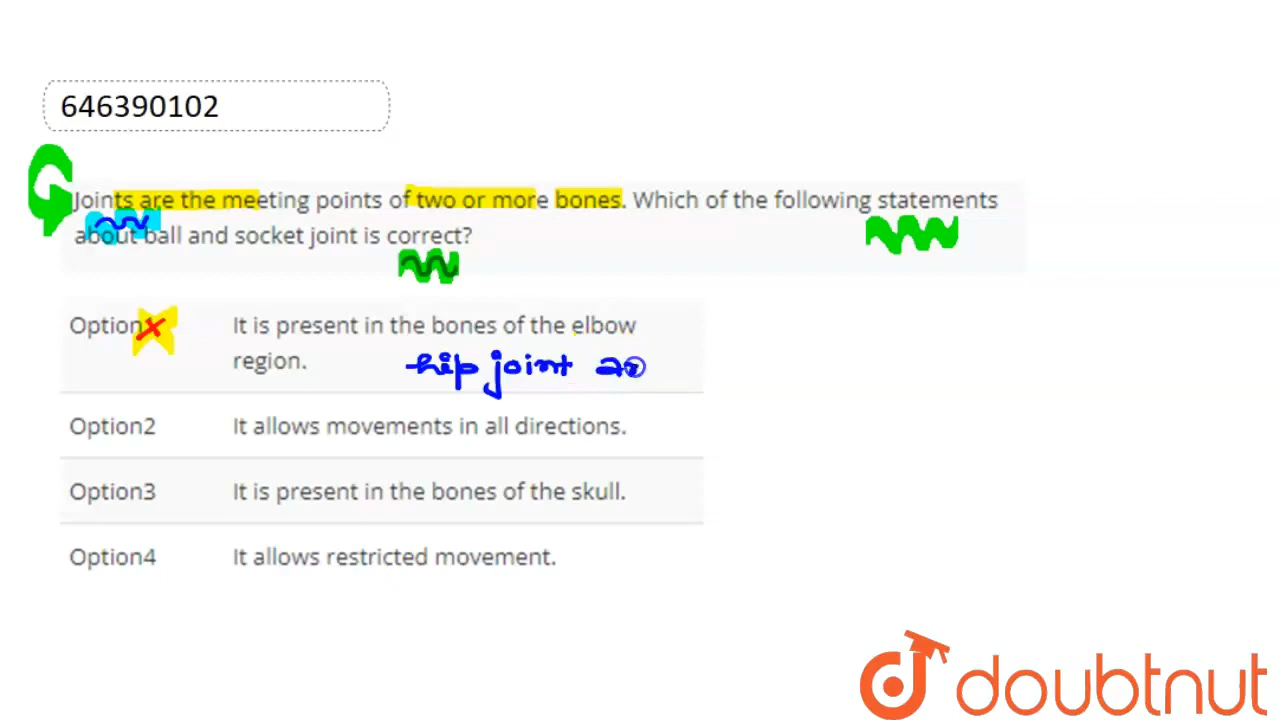 646390102
Joints are the meeting points of two or more bones. Which of the following statements
about ball and socket joint is correct?
Option
It is present in the bones of the elbow
region.
hip joint
Option2
It allows movements in all directions.
Option3
It is present in the bones of the skull.
Option4
It allows restricted movement.
doubtnut